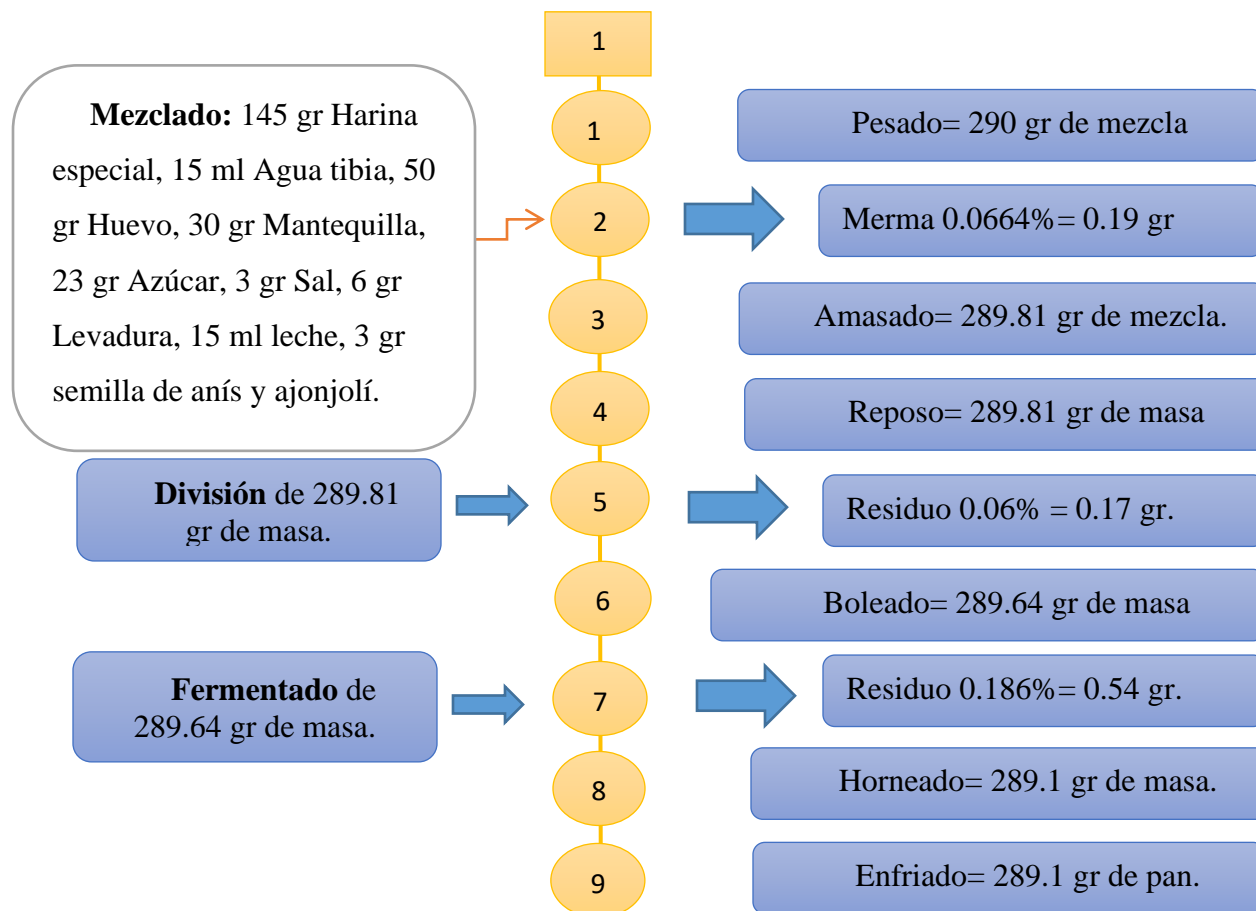 1
Mezclado: 145 gr Harina
especial, 15 ml Agua tibia, 50
gr Huevo, 30 gr Mantequilla,
23 gr Azúcar, 3 gr Sal, 6 gr
Levadura, 15 ml leche, 3 gr
semilla de anís y ajonjolí.
1
Pesado= 290 gr de mezcla
2
Merma 0.0664%= 0.19 gr
3
Amasado= 289.81 gr de mezcla.
4
Reposo= 289.81 gr de masa
División de 289.81
gr de masa.
5
Residuo 0.06% = 0.17 gr.
6
Boleado= 289.64 gr de masa
Fermentado de
289.64 gr de masa.
7
Residuo 0.186%= 0.54 gr.
8
Horneado= 289.1 gr de masa.
9
Enfriado= 289.1 gr de pan.